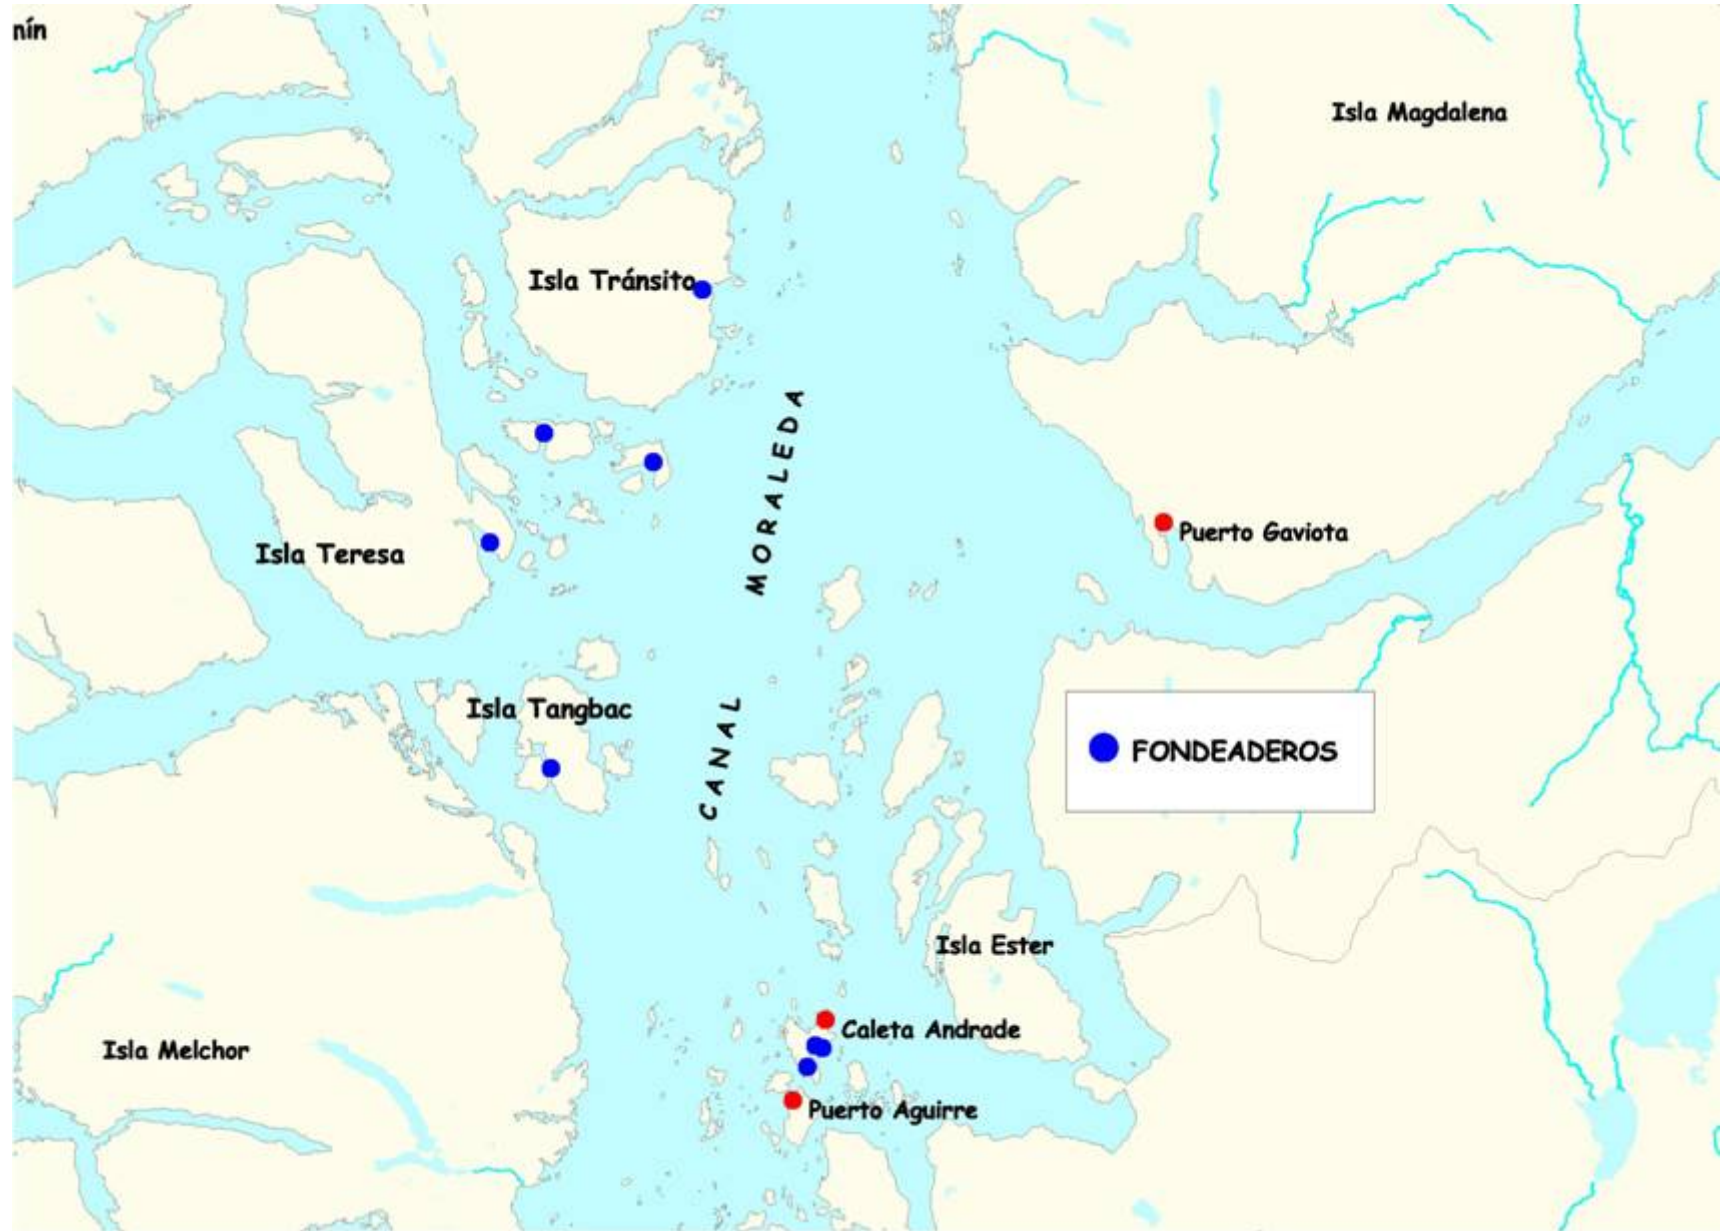 nín
Isla Magdalena
Isla Tránsito
CANAL MORALEDA
Puerto Gaviota
Isla Teresa
Isla Tangbac
FONDEADEROS
Isla Ester
Caleta Andrade
Isla Melchor
Puerto Aguirre